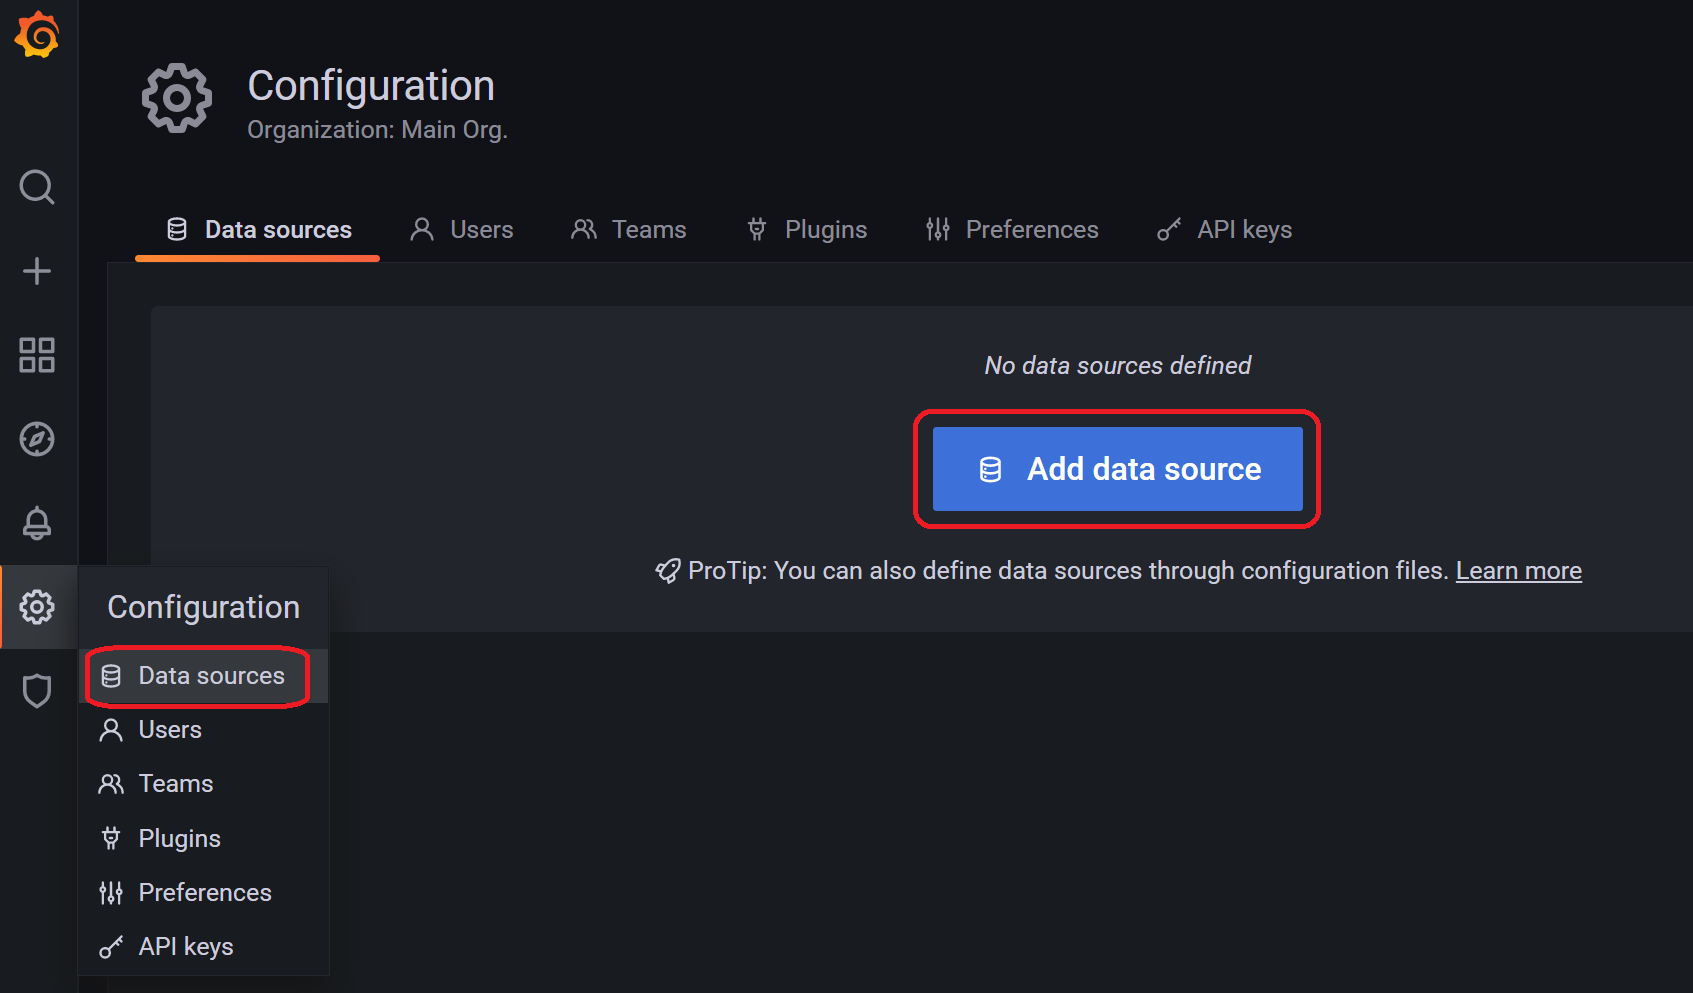 Configuration
Organization: Main Org.
Data sources Users Teams Plugins Preferences API keys
No data sources defined
Add data source
ProTip: You can also define data sources through configuration files. Learn more
Configuration
Data sources
Users
Teams
Plugins
Preferences
API keys